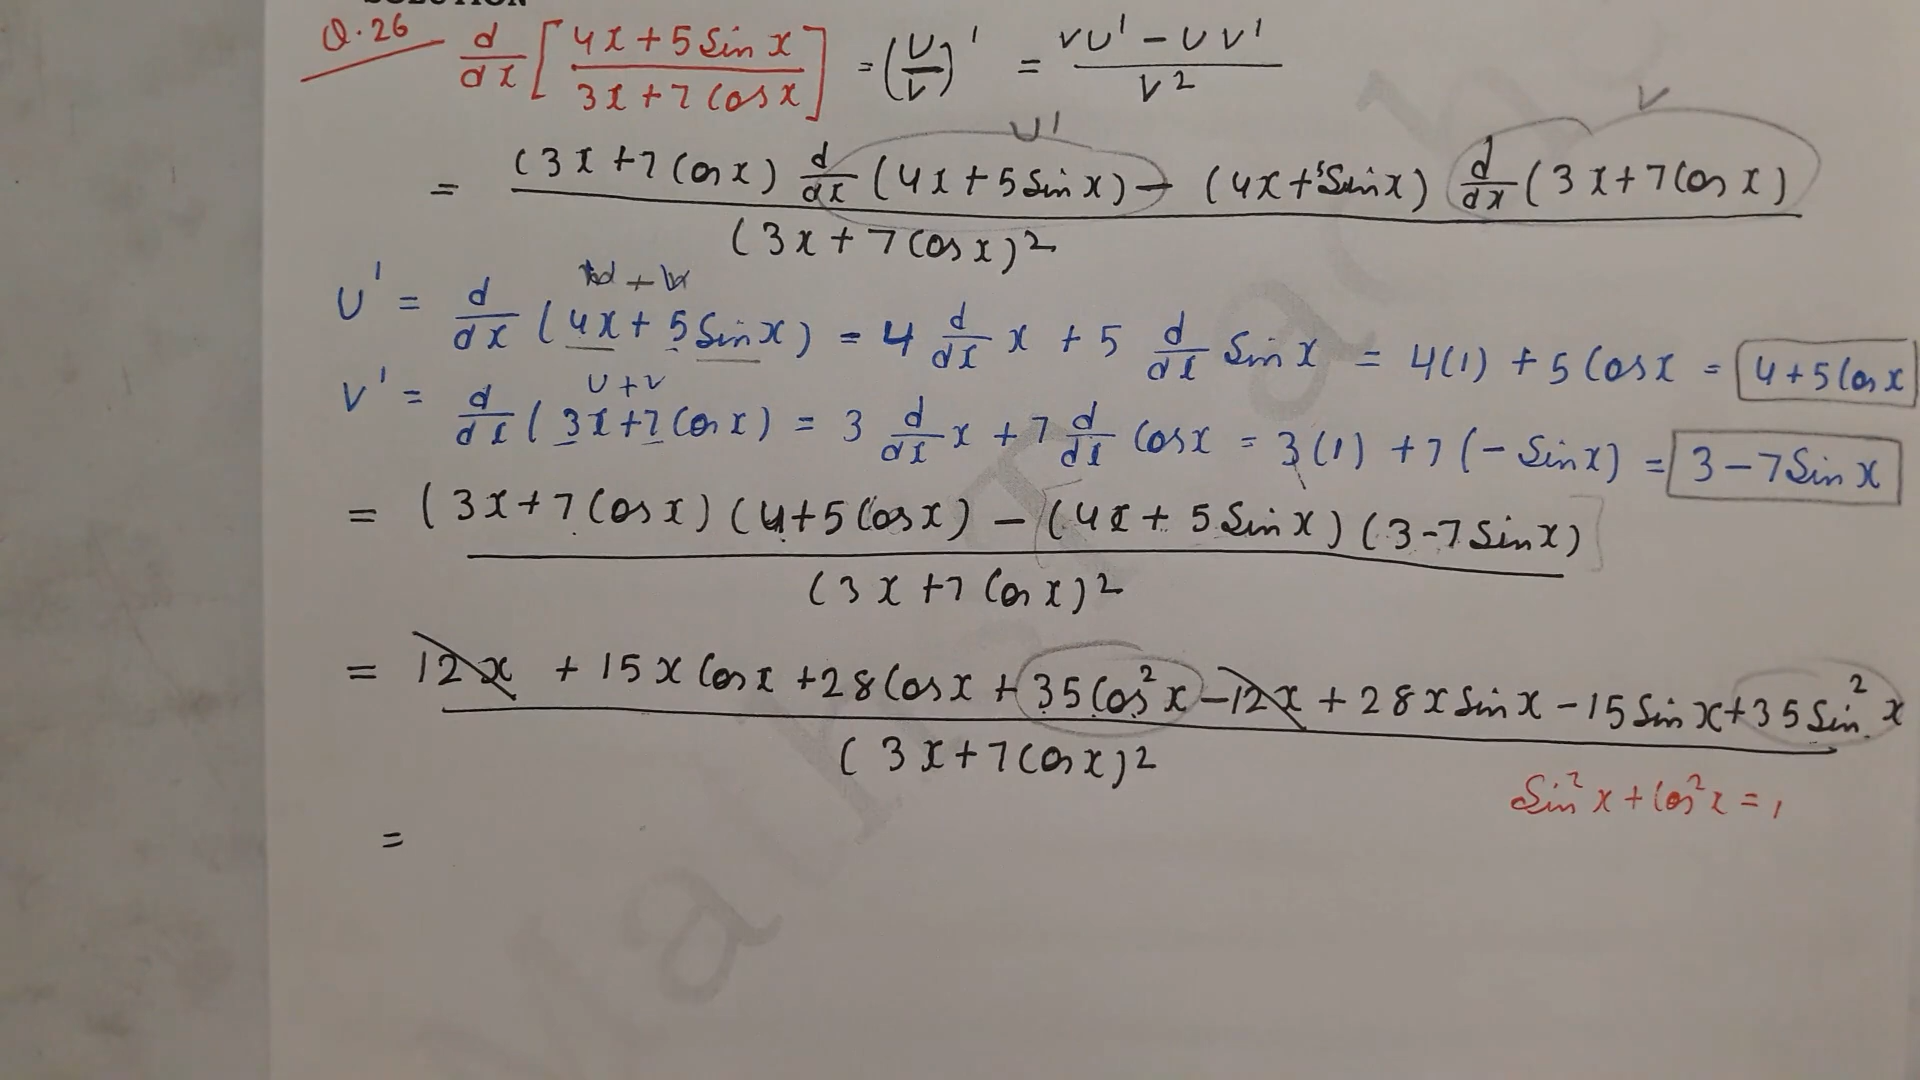 SOLUTION
Q.26 d/dx [ 4x+5 Sin x / 3x+7 Cos x ] = (U/V)' = VU' - UV' / V²
U' V
= (3x+7 Cos x) d/dx (4x+5 Sin x) - (4x+5 Sin x) d/dx (3x+7 Cos x) / (3x+7 Cos x)²
U' = d/dx (4x+5 Sin x) = 4 d/dx x + 5 d/dx Sin x = 4(1) + 5 Cos x = 4+5 Cos x
U+V
V' = d/dx (3x+7 Cos x) = 3 d/dx x + 7 d/dx Cos x = 3(1) + 7(- Sin x) = 3-7 Sin x
= (3x+7 Cos x)(4+5 Cos x) - (4x+5 Sin x)(3-7 Sin x) / (3x+7 Cos x)²
= 12x + 15x Cos x + 28 Cos x + 35 Cos² x - 12x + 28x Sin x - 15 Sin x + 35 Sin² x / (3x+7 Cos x)²
Sin² x + Cos² x = 1
=